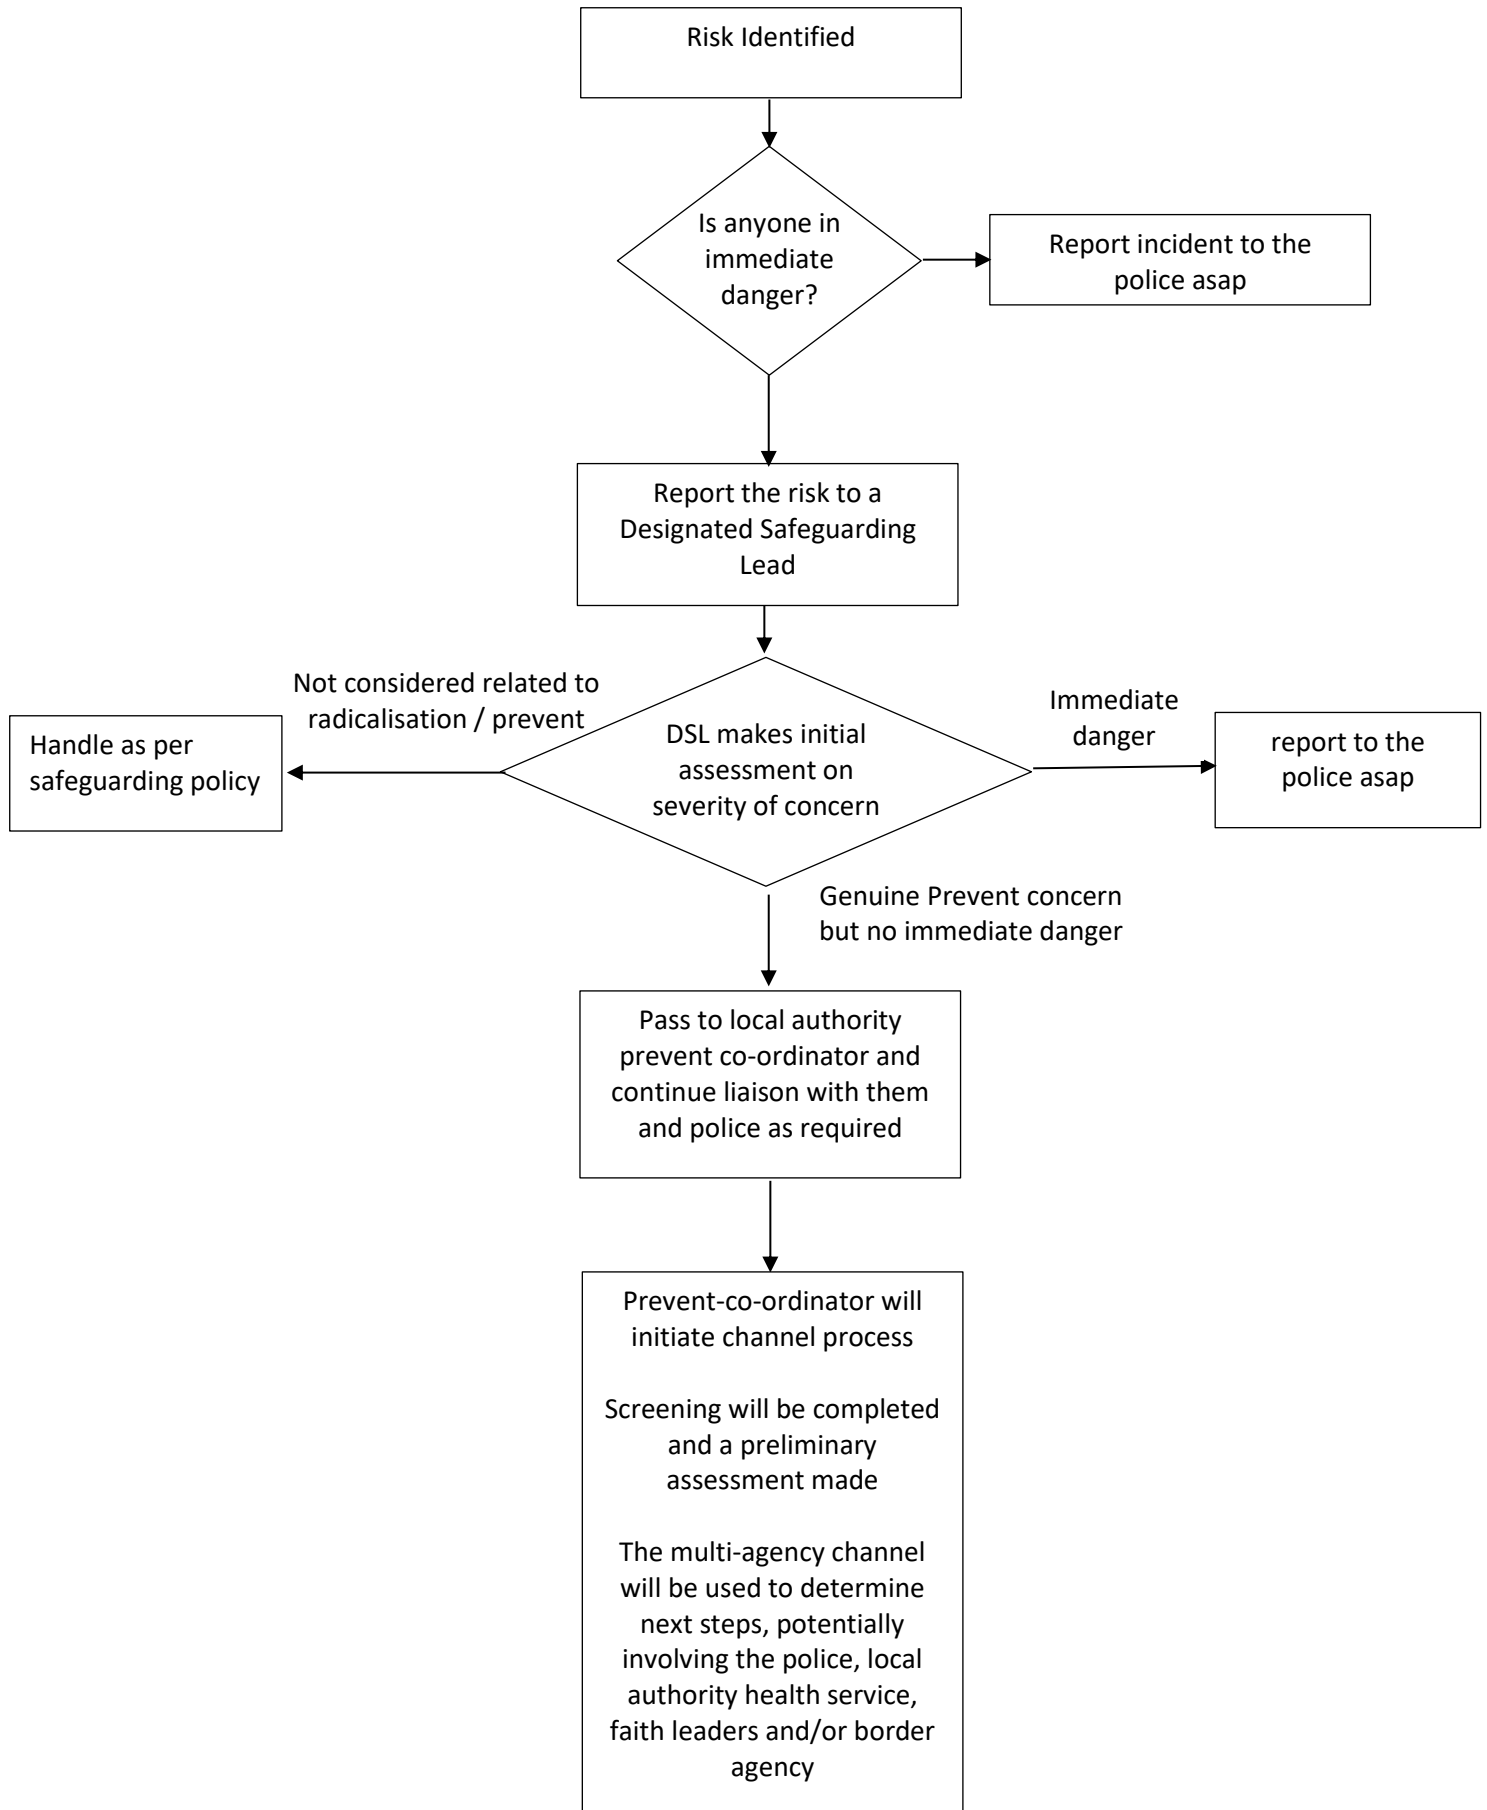 Risk Identified
Is anyone in
immediate
danger?
Report incident to the
police asap
Report the risk to a
Designated Safeguarding
Lead
Not considered related to
radicalisation / prevent
Immediate
danger
Handle as per
safeguarding policy
DSL makes initial
assessment on
severity of concern
report to the
police asap
Genuine Prevent concern
but no immediate danger
Pass to local authority
prevent co-ordinator and
continue liaison with them
and police as required
Prevent-co-ordinator will
initiate channel process
Screening will be completed
and a preliminary
assessment made
The multi-agency channel
will be used to determine
next steps, potentially
involving the police, local
authority health service,
faith leaders and/or border
agency